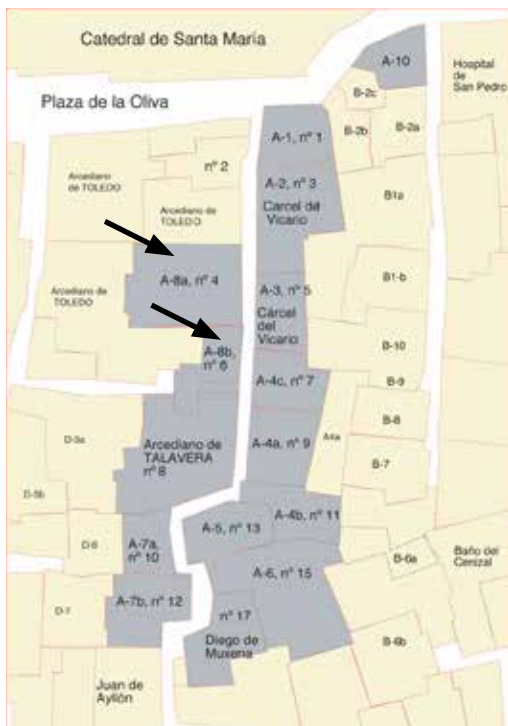 Catedral de Santa María
Plaza de la Oliva
A-10
Hospital
de
San Pedro
B-2c
B-2b
B-2a
A-1, nº 1
nº 2
Arcediano
de TOLEDO
A-2, nº 3
Carcel del
Vicario
B1a
Arcediano de
TOLEDO
A-8a, nº 4
Arcediano de
TOLEDO
A-3, nº 5
Cárcel
del
Vicario
B1-b
A-8b,
nº 6
B-10
A-4c, nº 7
B-9
B-8
D-3a
Arcediano de
TALAVERA
nº 8
A-4a, nº 9
A4a
B-7
D-5b
A-5, nº 13
A-4b, nº 11
D-6
A-7a,
nº 10
B-6a
Baño del
Cenizal
A-6, nº 15
A-7b, nº 12
D-7
nº 17
Diego de
Muxena
B-6b
Juan de
Ayllón